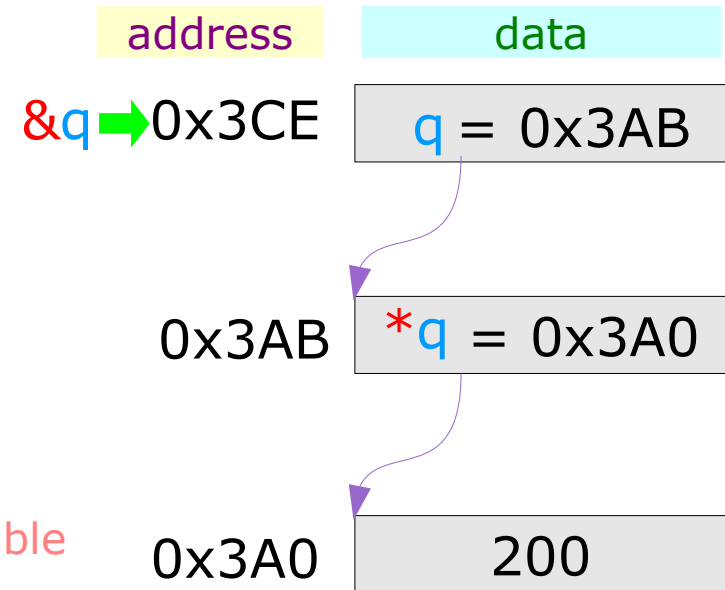 address data
&q 0x3CE q = 0x3AB
0x3AB *q = 0x3A0
ble 0x3A0 200